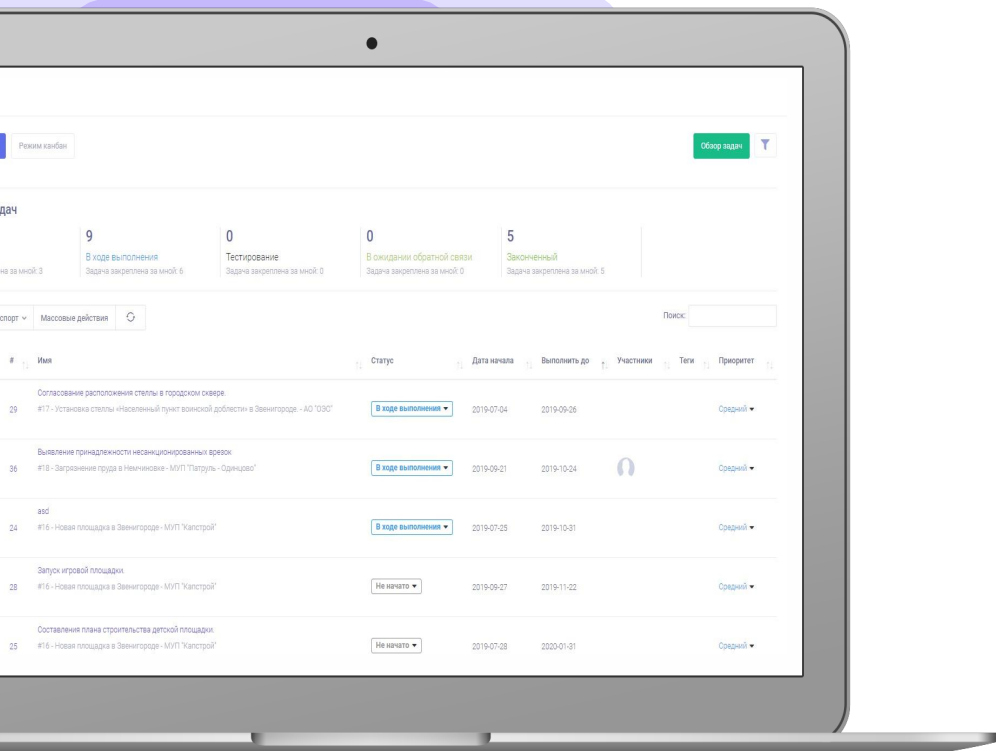 Режим канбан
Обзор задач
дач
9
0
0
5
В ходе выполнения
Тестирование
В ожидании обратной связи
Законченный
на за мной: 3
Задача закреплена за мной: 6
Задача закреплена за мной: 0
Задача закреплена за мной: 0
Задача закреплена за мной: 5
спорт
Массовые действия
Поиск:
# Имя Статус Дата начала Выполнить до Участники Теги Приоритет
Согласование расположения стеллы в городском сквере.
29 #17 - Установка стеллы «Населенный пункт воинской доблести» в Звенигороде. - АО "ОЭС" В ходе выполнения 2019-07-04 2019-09-26 Средний
Выявление принадлежности несанкционированных врезок
36 #18 - Загрязнение пруда в Немчиновке - МУП "Патруль - Одинцово" В ходе выполнения 2019-09-21 2019-10-24 Средний
asd
24 #16 - Новая площадка в Звенигороде - МУП "Капстрой" В ходе выполнения 2019-07-25 2019-10-31 Средний
Запуск игровой площадки.
28 #16 - Новая площадка в Звенигороде - МУП "Капстрой" Не начато 2019-09-27 2019-11-22 Средний
Составления плана строительства детской площадки.
25 #16 - Новая площадка в Звенигороде - МУП "Капстрой" Не начато 2019-07-28 2020-01-31 Средний